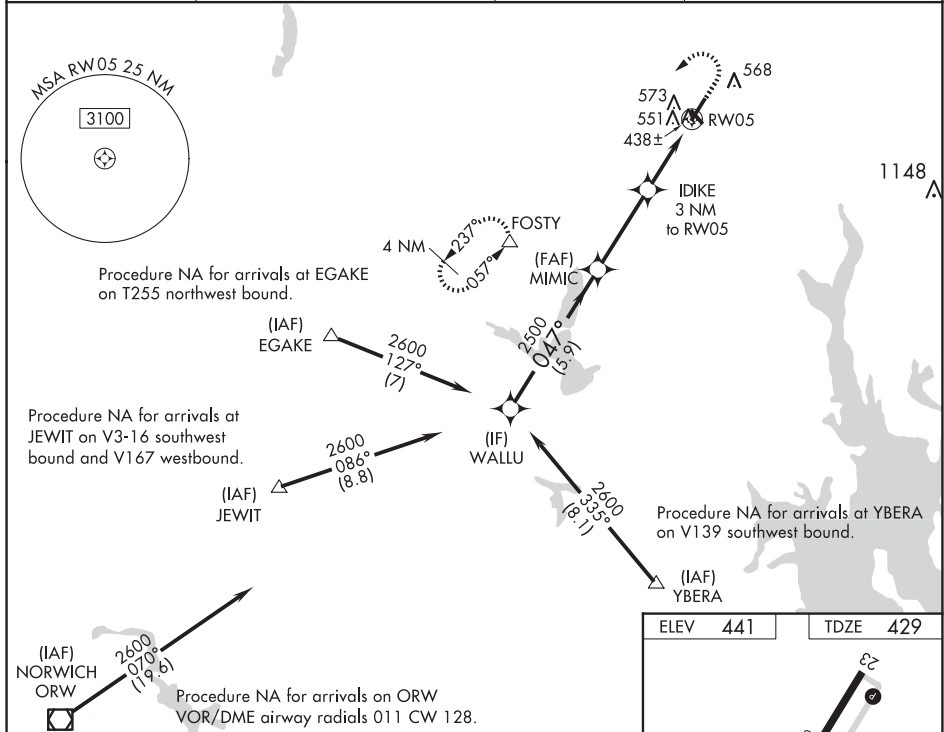 MSA RW05 25 NM
3100
568
573
551
RW05
438±
1148
IDIKE
3 NM
to RW05
FOSTY
4 NM
237°
057°
(FAF)
MIMIC
Procedure NA for arrivals at EGAKE
on T255 northwest bound.
(IAF)
EGAKE
2600
127°
(7)
2500
047°
(5.9)
Procedure NA for arrivals at
JEWIT on V3-16 southwest
bound and V167 westbound.
(IF)
WALLU
2600
086°
(8.8)
(IAF)
JEWIT
2600
335°
(8.1)
Procedure NA for arrivals at YBERA
on V139 southwest bound.
(IAF)
YBERA
ELEV 441
TDZE 429
23
P
(IAF)
NORWICH
ORW
2600
070°
(19.6)
Procedure NA for arrivals on ORW
VOR/DME airway radials 011 CW 128.